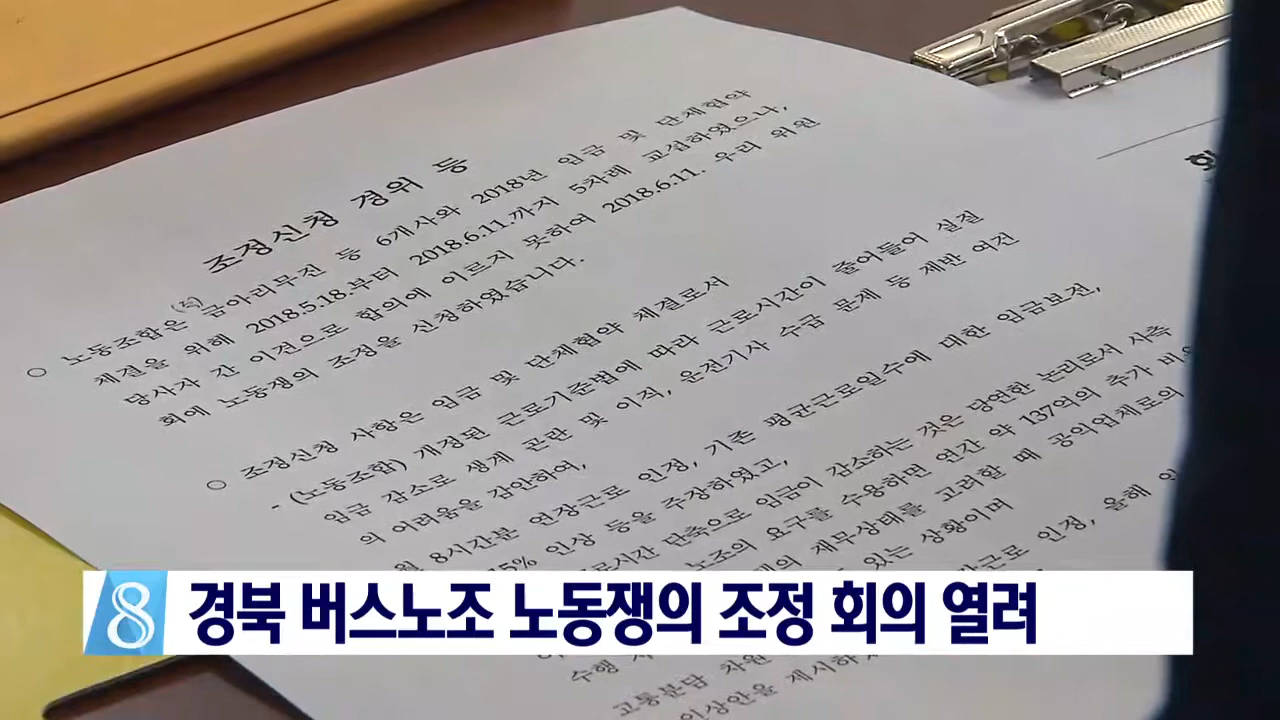 조정신청 경위 등
○ 노동조합은 (주)금아리무진 등 6개사와 2018년 임금 및 단체협약
체결을 위해 2018.5.18.부터 2018.6.11.까지 5차례 교섭하였으나,
당사자 간 이견으로 합의에 이르지 못하여 2018.6.11. 우리 위원
회에 노동쟁의 조정을 신청하였습니다.
○ 조정신청 사항은 임금 및 단체협약 체결로서
- (노동조합) 개정된 근로기준법에 따라 근로시간이 줄어들어 실질
임금 감소로 생계 곤란 및 이직, 운전기사 수급 문제 등 제반 여건
의 어려움을 감안하여,
월 8시간분 연장근로 인정, 기존 평균근로일수에 대한 임금보전,
5% 인상 등을 주장하였고,
로시간 단축으로 임금이 감소하는 것은 당연한 논리로서 사측
노조의 요구를 수용하면 연간 약 137억의 추가 비용
재무상태를 고려할 때 공익업체로의
있는 상황이며
근로 인정, 올해
수행
고통분담 차원
인상안을 제시하
8 경북 버스노조 노동쟁의 조정 회의 열려